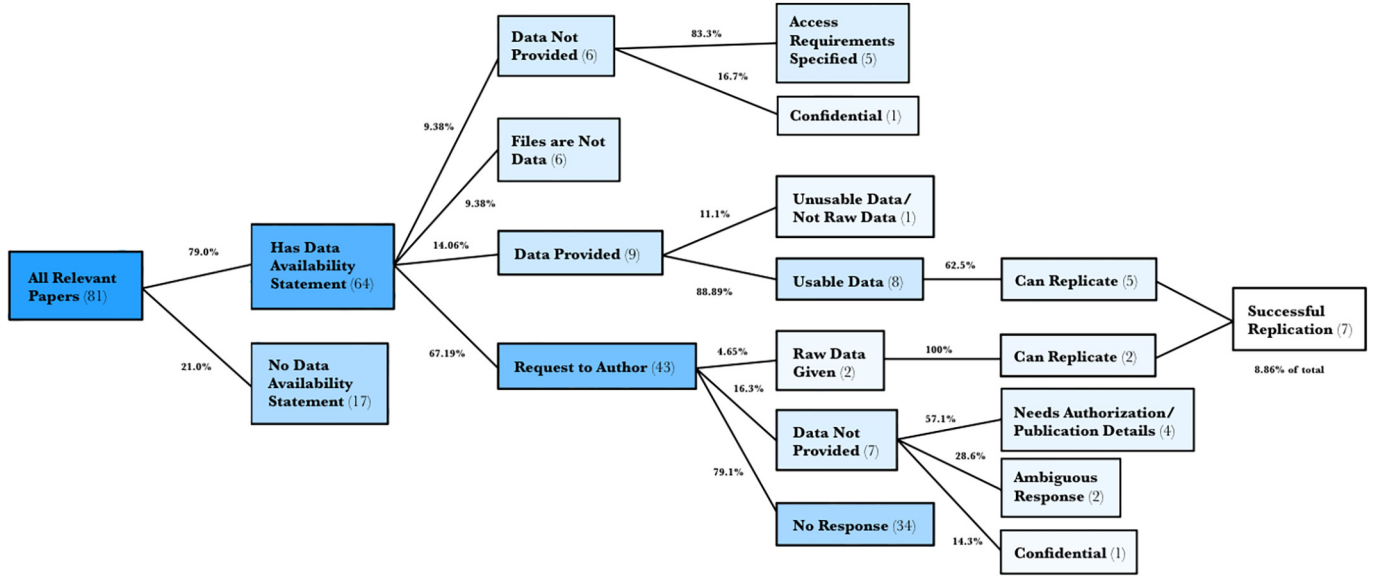 All Relevant
Papers (81)
79.0%
21.0%
Has Data
Availability
Statement (64)
No Data
Availability
Statement (17)
9.38%
9.38%
14.06%
67.19%
Data Not
Provided (6)
Files are Not
Data (6)
Data Provided (9)
Request to Author (43)
83.3%
16.7%
11.1%
88.89%
4.65%
16.3%
79.1%
Access
Requirements
Specified (5)
Confidential (1)
Unusable Data/
Not Raw Data (1)
Usable Data (8)
Raw Data
Given (2)
Data Not
Provided (7)
No Response (34)
62.5%
100%
57.1%
28.6%
14.3%
Can Replicate (5)
Can Replicate (2)
Needs Authorization/
Publication Details (4)
Ambiguous
Response (2)
Confidential (1)
Successful
Replication (7)
8.86% of total